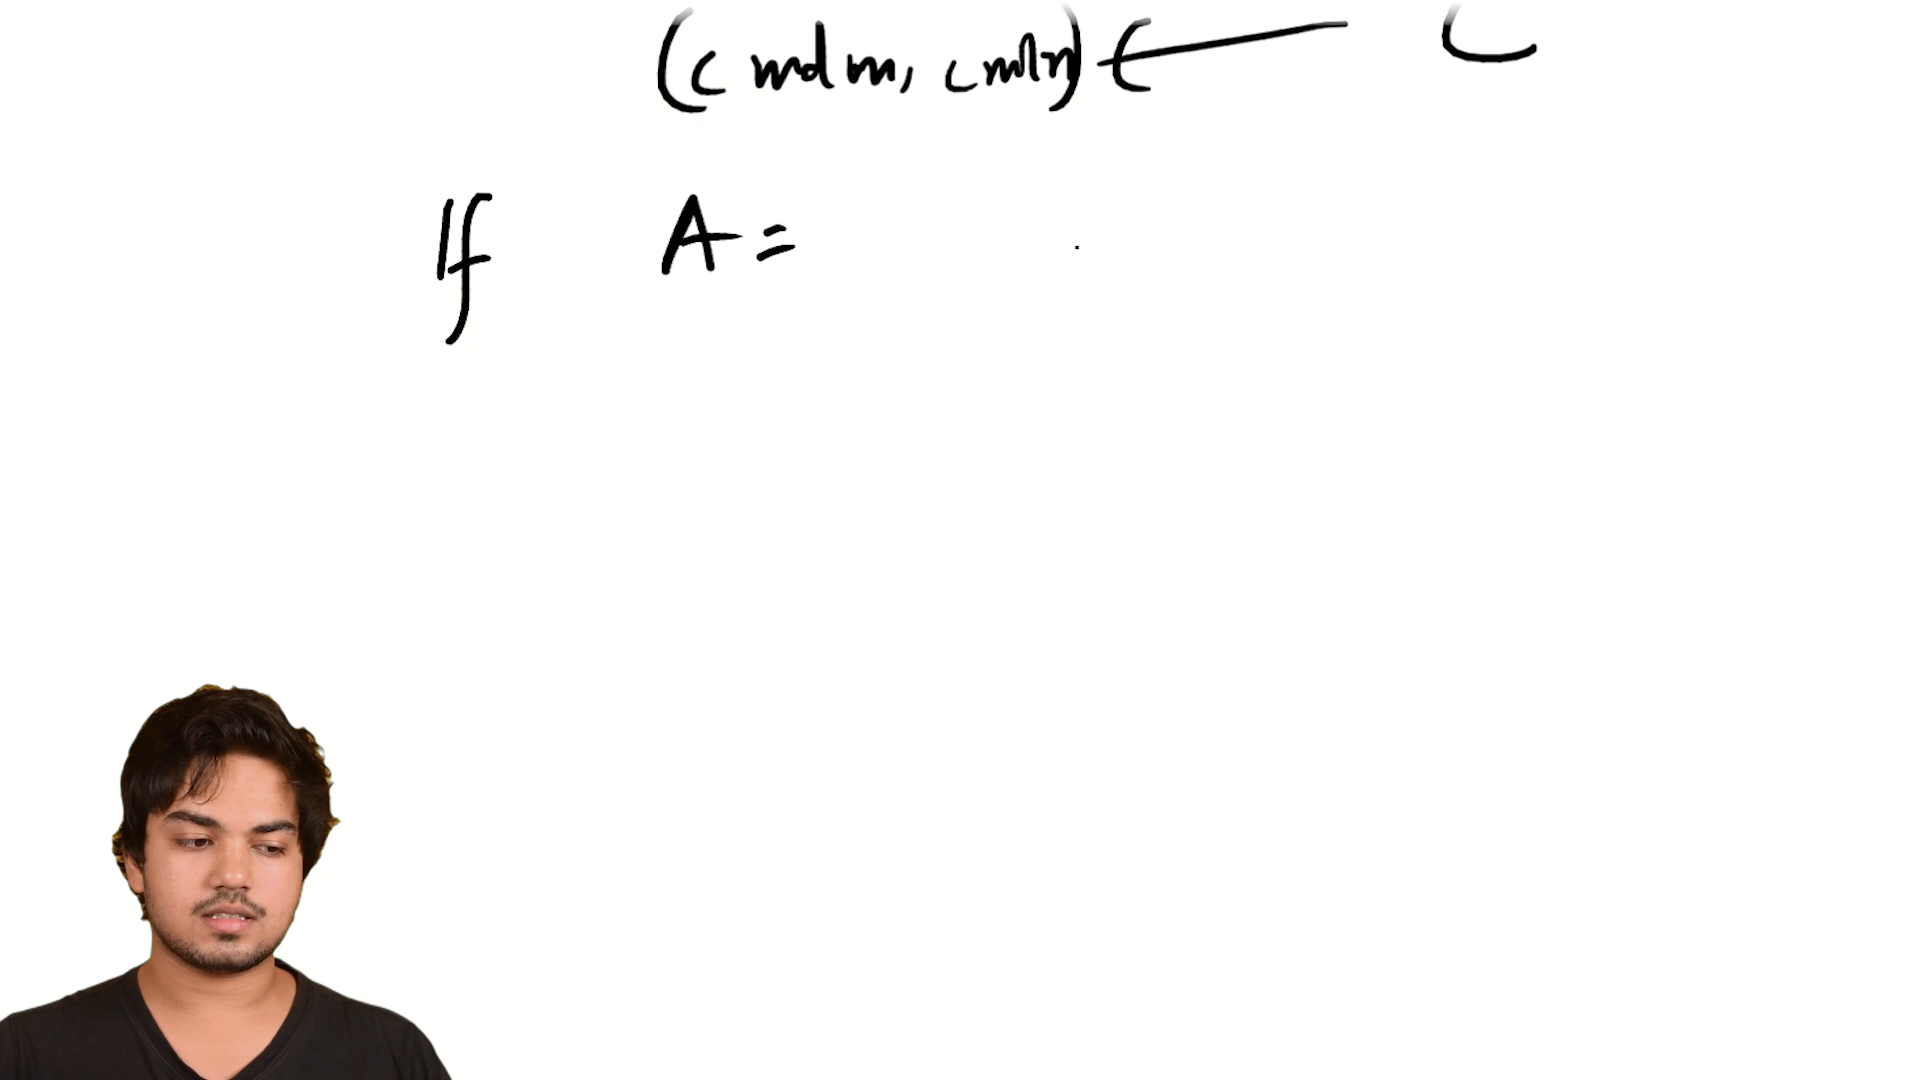 (c mod m, c mod n) ← C
If A =